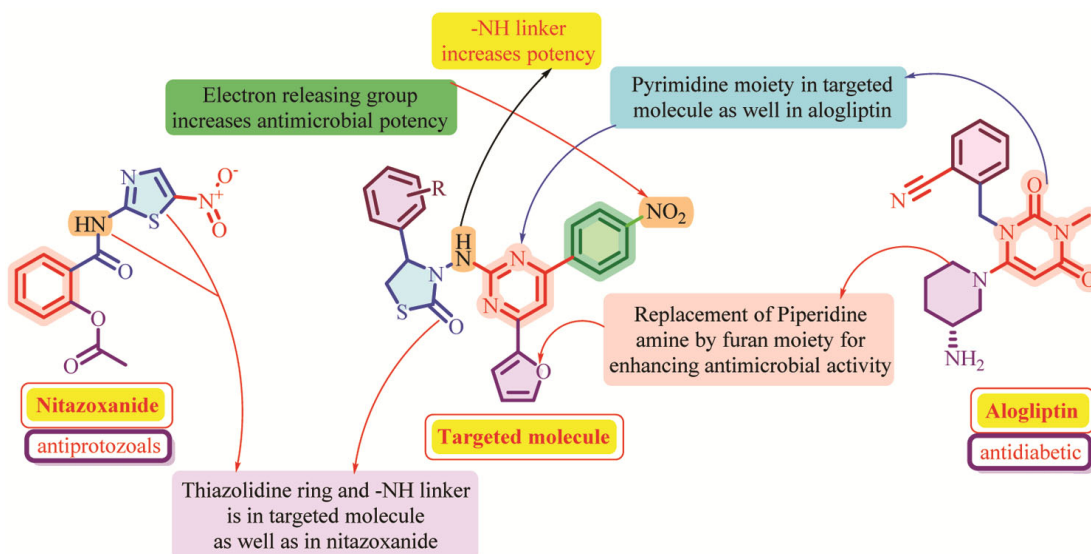 -NH linker
increases potency
Electron releasing group
increases antimicrobial potency
Pyrimidine moiety in targeted
molecule as well in alogliptin
N
S
N+
O-
O
HN
O
O
O
Nitazoxanide
antiprotozoals
R
H
N
N
S
O
N
N
NO2
O
Targeted molecule
Replacement of Piperidine
amine by furan moiety for
enhancing antimicrobial activity
N
O
N
N
O
N
NH2
Alogliptin
antidiabetic
Thiazolidine ring and -NH linker
is in targeted molecule
as well as in nitazoxanide